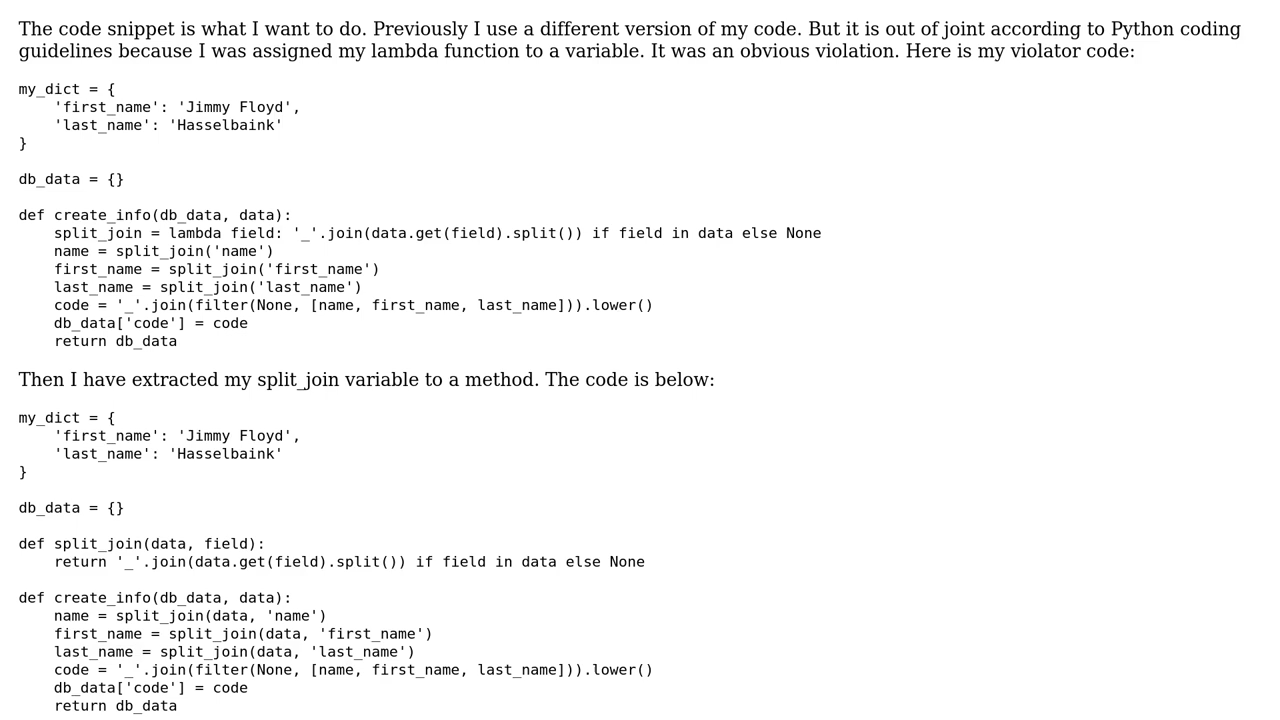 The code snippet is what I want to do. Previously I use a different version of my code. But it is out of joint according to Python coding
guidelines because I was assigned my lambda function to a variable. It was an obvious violation. Here is my violator code:
my_dict = {
    'first_name': 'Jimmy Floyd',
    'last_name': 'Hasselbaink'
}
db_data = {}
def create_info(db_data, data):
    split_join = lambda field: '_'.join(data.get(field).split()) if field in data else None
    name = split_join('name')
    first_name = split_join('first_name')
    last_name = split_join('last_name')
    code = '_'.join(filter(None, [name, first_name, last_name])).lower()
    db_data['code'] = code
    return db_data
Then I have extracted my split_join variable to a method. The code is below:
my_dict = {
    'first_name': 'Jimmy Floyd',
    'last_name': 'Hasselbaink'
}
db_data = {}
def split_join(data, field):
    return '_'.join(data.get(field).split()) if field in data else None
def create_info(db_data, data):
    name = split_join(data, 'name')
    first_name = split_join(data, 'first_name')
    last_name = split_join(data, 'last_name')
    code = '_'.join(filter(None, [name, first_name, last_name])).lower()
    db_data['code'] = code
    return db_data